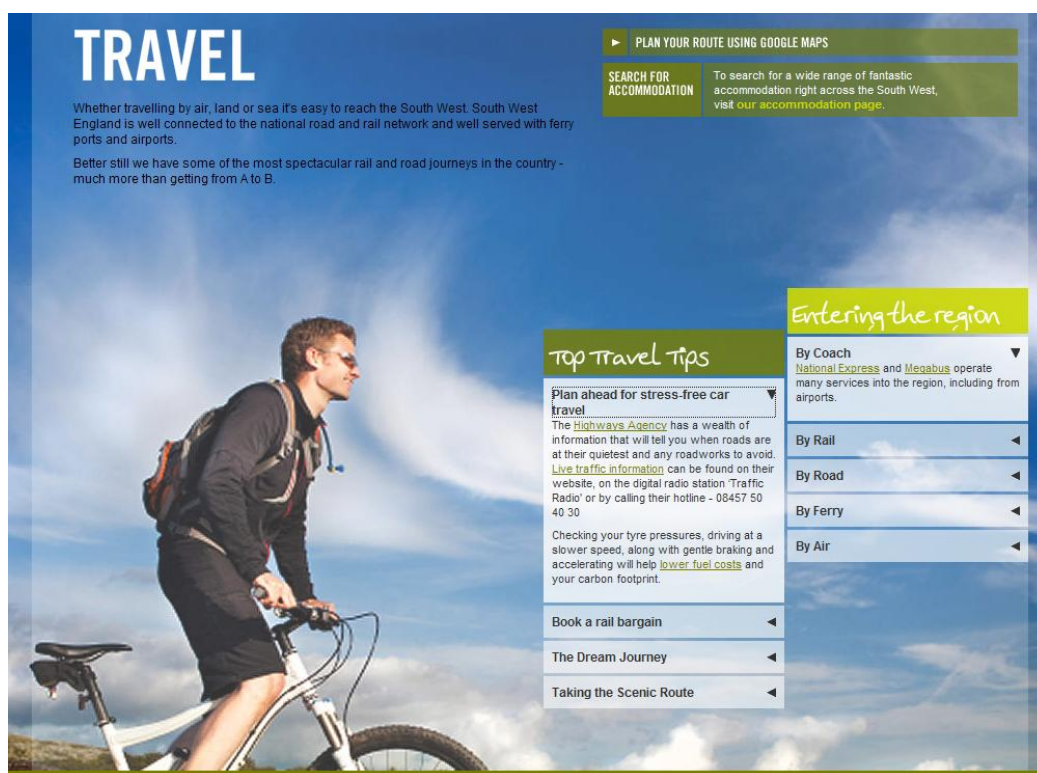 TRAVEL
Whether travelling by air, land or sea it's easy to reach the South West. South West
England is well connected to the national road and rail network and well served with ferry
ports and airports.
Better still we have some of the most spectacular rail and road journeys in the country -
much more than getting from A to B.
PLAN YOUR ROUTE USING GOOGLE MAPS
SEARCH FOR
ACCOMMODATION
To search for a wide range of fantastic
accommodation right across the South West,
visit our accommodation page.
Top Travel Tips
Plan ahead for stress-free car
travel
The Highways Agency has a wealth of
information that will tell you when roads are
at their quietest and any roadworks to avoid.
Live traffic information can be found on their
website, on the digital radio station 'Traffic
Radio' or by calling their hotline - 08457 50
40 30
Checking your tyre pressures, driving at a
slower speed, along with gentle braking and
accelerating will help lower fuel costs and
your carbon footprint.
Book a rail bargain
The Dream Journey
Taking the Scenic Route
Entering the region
By Coach
National Express and Megabus operate
many services into the region, including from
airports.
By Rail
By Road
By Ferry
By Air